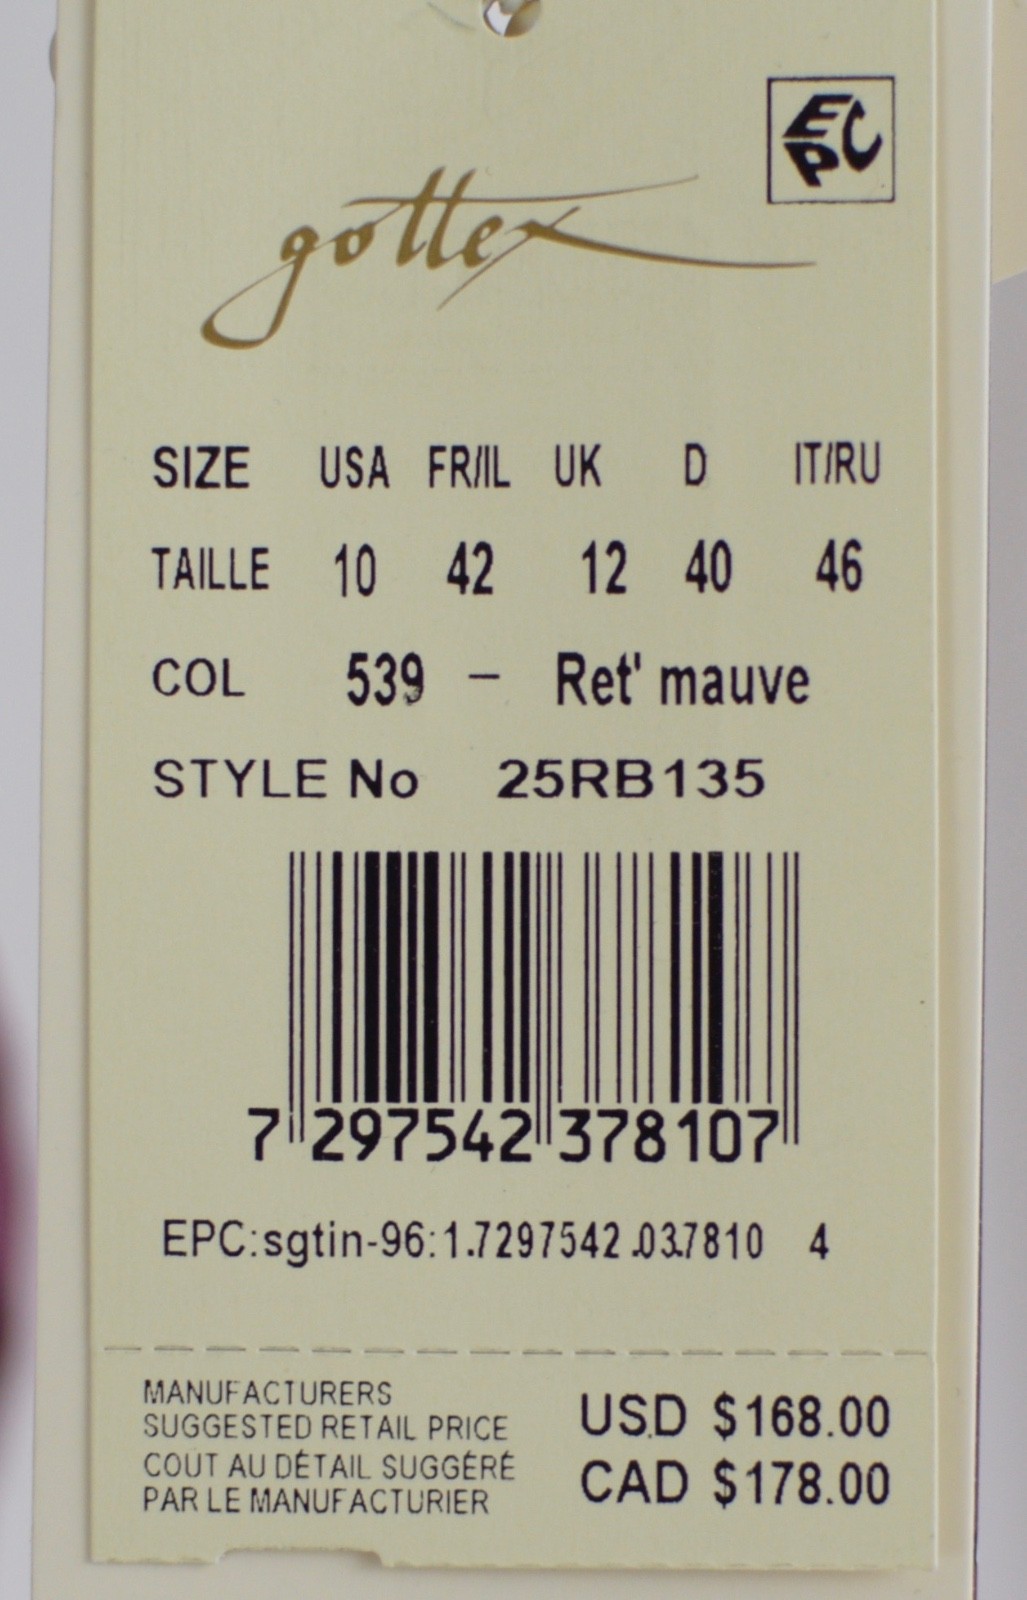 EPC
gottex
SIZE USA FR/IL UK D IT/RU
TAILLE 10 42 12 40 46
COL 539 - Ret' mauve
STYLE No 25RB135
7 297542 378107
EPC:sgtin-96:1.7297542.037810 4
MANUFACTURERS
SUGGESTED RETAIL PRICE
COUT AU DÉTAIL SUGGÉRÉ
PAR LE MANUFACTURIER
USD $168.00
CAD $178.00